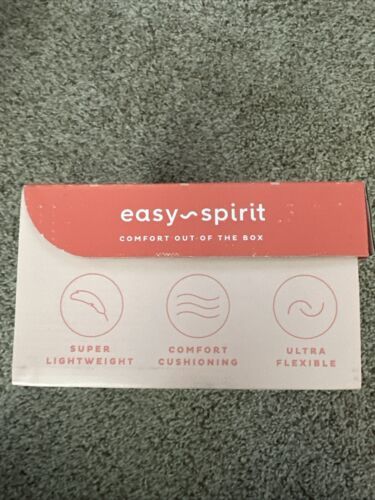 easy~spirit
COMFORT OUT OF THE BOX
SUPER LIGHTWEIGHT
COMFORT CUSHIONING
ULTRA FLEXIBLE